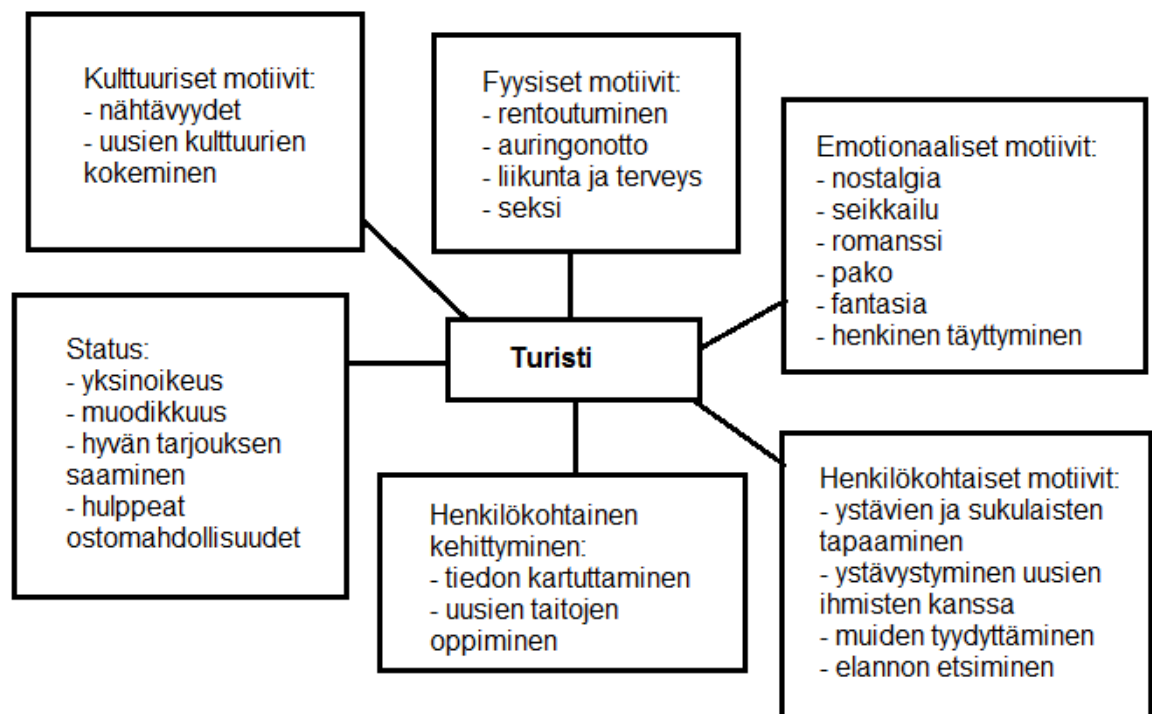 Kulttuuriset motiivit:
- nähtävyydet
- uusien kulttuurien
kokeminen
Fyysiset motiivit:
- rentoutuminen
- auringonotto
- liikunta ja terveys
- seksi
Emotionaaliset motiivit:
- nostalgia
- seikkailu
- romanssi
- pako
- fantasia
- henkinen täyttyminen
Status:
- yksinoikeus
- muodikkuus
- hyvän tarjouksen
saaminen
- hulppeat
ostomahdollisuudet
Turisti
Henkilökohtainen
kehittyminen:
- tiedon kartuttaminen
- uusien taitojen
oppiminen
Henkilökohtaiset motiivit:
- ystävien ja sukulaisten
tapaaminen
- ystävystyminen uusien
ihmisten kanssa
- muiden tyydyttäminen
- elannon etsiminen